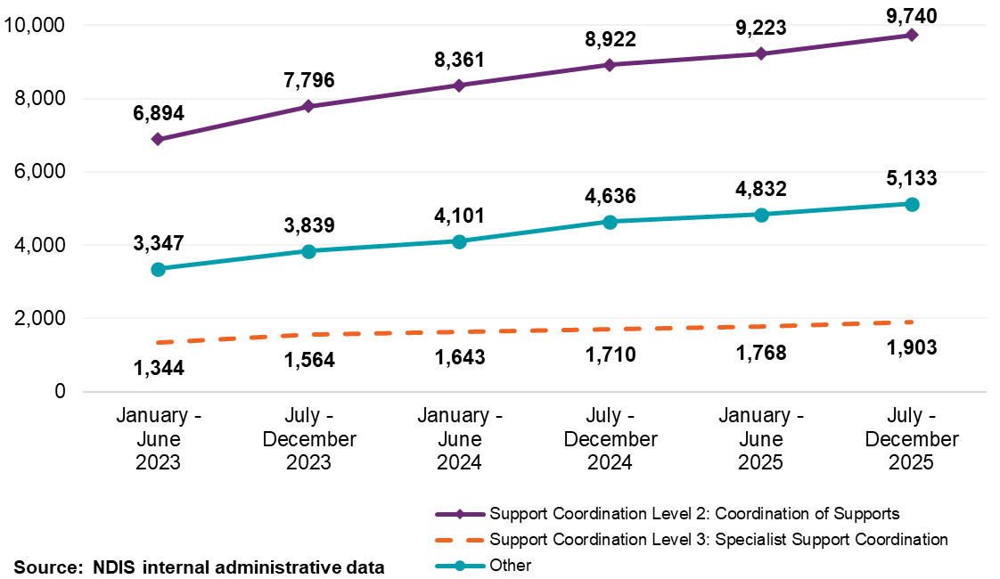 10,000
8,000
6,000
4,000
2,000
0
6,894
7,796
8,361
8,922
9,223
9,740
3,347
3,839
4,101
4,636
4,832
5,133
1,344
1,564
1,643
1,710
1,768
1,903
January -
June
2023
July -
December
2023
January -
June
2024
July -
December
2024
January -
June
2025
July -
December
2025
Support Coordination Level 2: Coordination of Supports
Support Coordination Level 3: Specialist Support Coordination
Other
Source:  NDIS internal administrative data